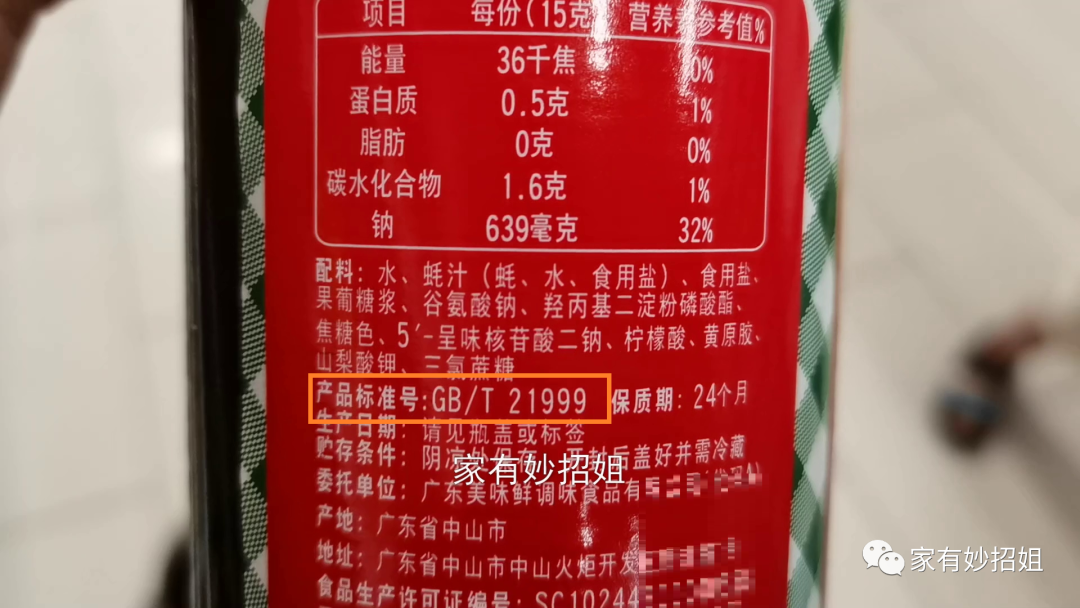 项目 每份(15克 营养素参考值%
能量 36千焦 0%
蛋白质 0.5克 1%
脂肪 0克 0%
碳水化合物 1.6克 1%
钠 639毫克 32%
配料: 水、蚝汁(蚝、水、食用盐)、食用盐、
果葡糖浆、谷氨酸钠、羟丙基二淀粉磷酸酯、
焦糖色、5′-呈味核苷酸二钠、柠檬酸、黄原胶、
山梨酸钾、三氯蔗糖
产品标准号:GB/T 21999 保质期: 24个月
生产日期: 请见瓶盖或标签
贮存条件: 阴凉处 后盖好并需冷藏
家有妙招姐
委托单位: 广东美味鲜调味食品有
产地: 广东省中山市
地址: 广东省中山市中山火炬开发
食品生产许可证编号: SC10244
家有妙招姐